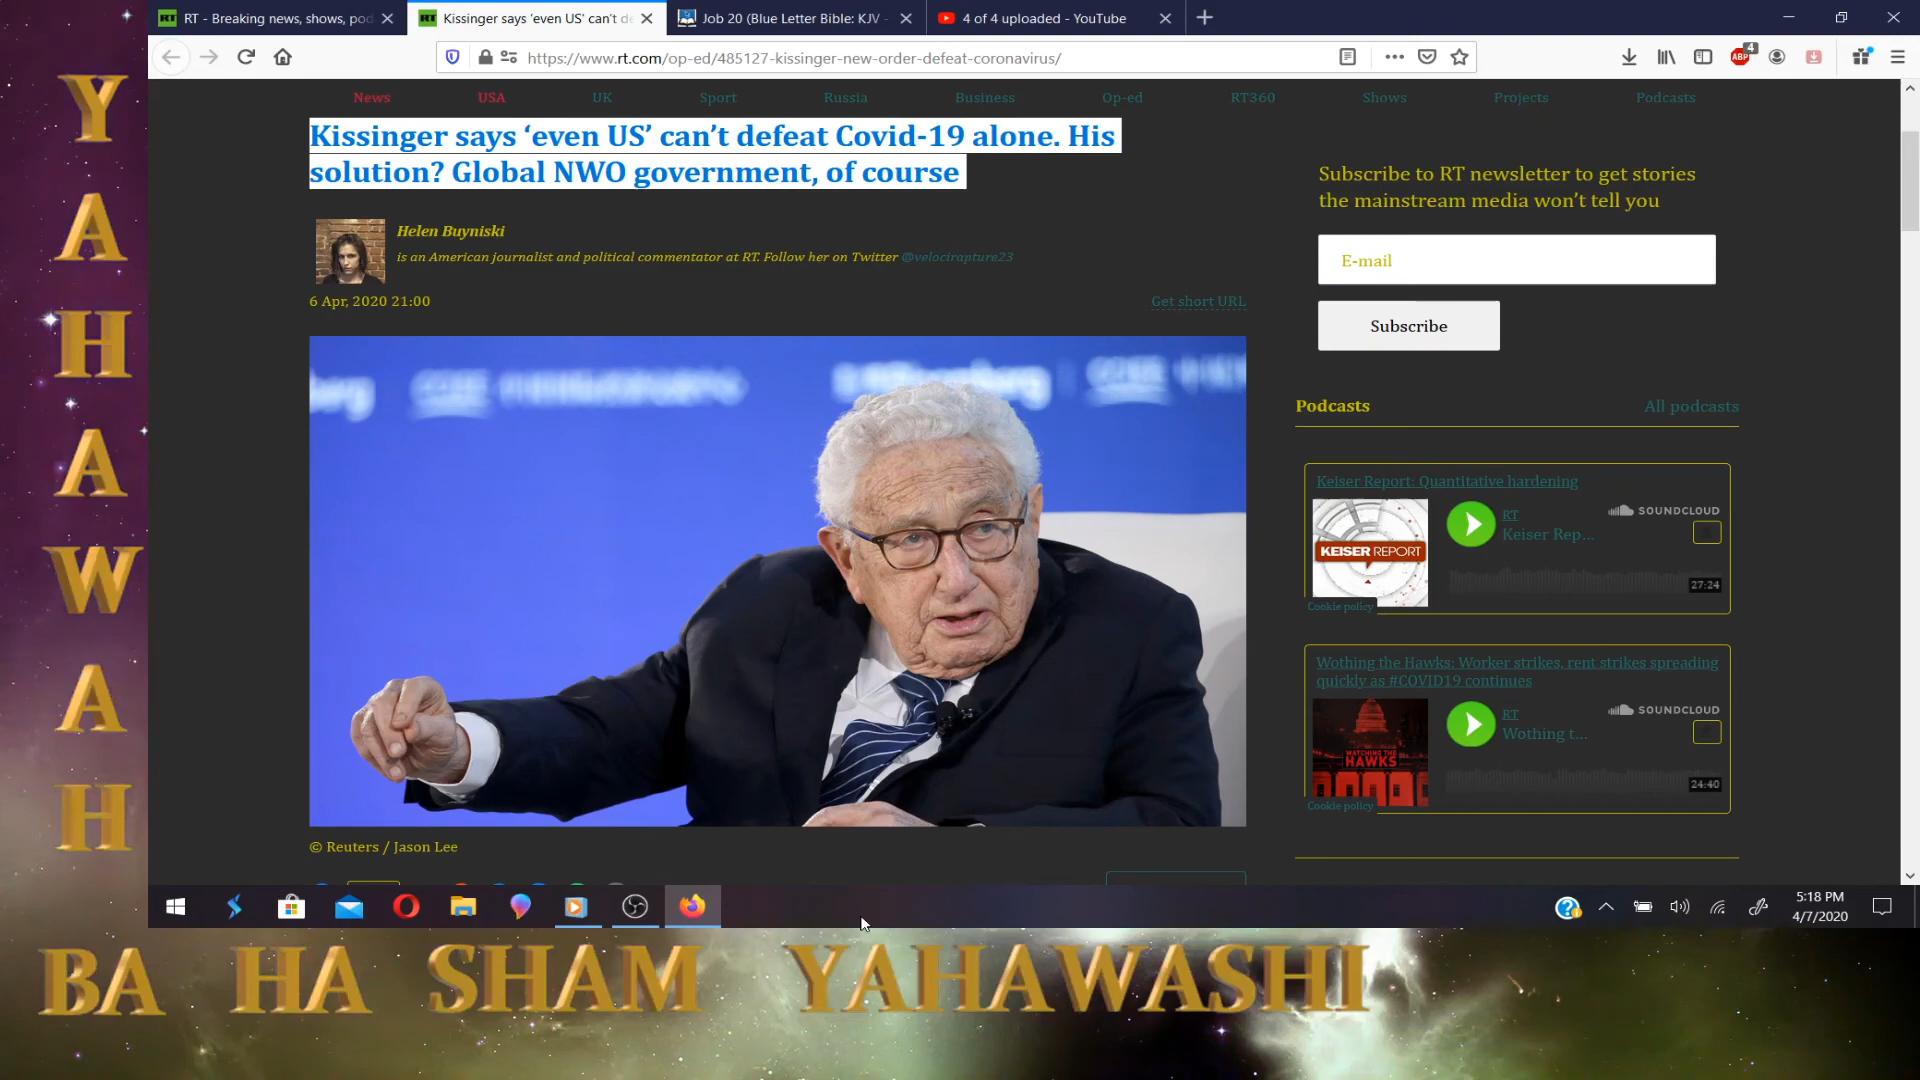 RT - Breaking news, shows, pod
Kissinger says 'even US' can't de
Job 20 (Blue Letter Bible: KJV -
4 of 4 uploaded - YouTube
https://www.rt.com/op-ed/485127-kissinger-new-order-defeat-coronavirus/
ABP
4
News
USA
UK
Sport
Russia
Business
Op-ed
RT360
Shows
Projects
Podcasts
Kissinger says ‘even US’ can’t defeat Covid-19 alone. His
solution? Global NWO government, of course
Helen Buyniski
is an American journalist and political commentator at RT. Follow her on Twitter @velocirapture23
6 Apr, 2020 21:00
Get short URL
© Reuters / Jason Lee
Subscribe to RT newsletter to get stories
the mainstream media won’t tell you
E-mail
Subscribe
Podcasts
All podcasts
Keiser Report: Quantitative hardening
KEISER REPORT
RT
Keiser Rep...
SOUNDCLOUD
27:24
Cookie policy
Wothing the Hawks: Worker strikes, rent strikes spreading
quickly as #COVID19 continues
WATCHING THE
HAWKS
RT
Wothing t...
SOUNDCLOUD
24:40
Cookie policy
5:18 PM
4/7/2020
Y
A
H
A
W
A
H
BA HA SHAM YAHAWASHI